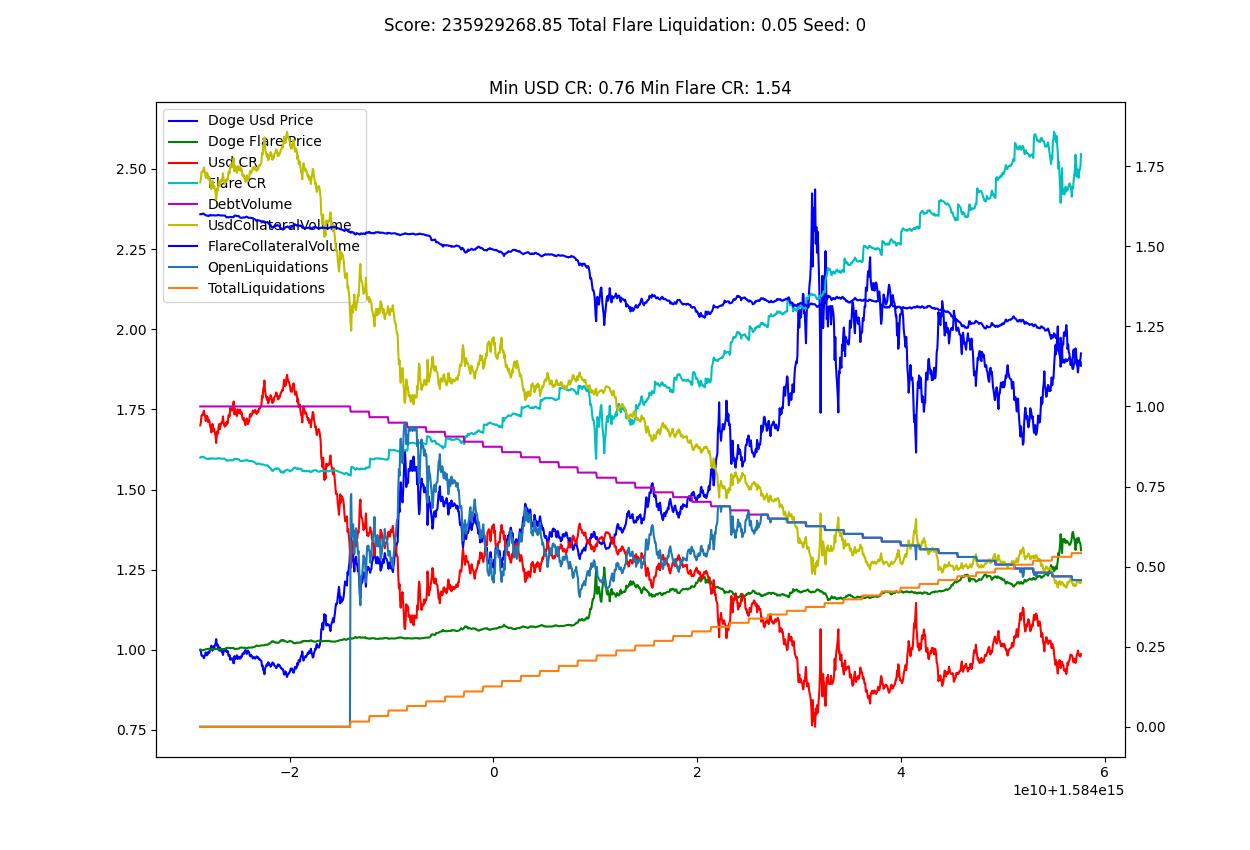 Score: 235929268.85 Total Flare Liquidation: 0.05 Seed: 0
Min USD CR: 0.76 Min Flare CR: 1.54
Doge Usd Price
Doge Flare Price
Usd CR
Flare CR
DebtVolume
UsdCollateralVolume
FlareCollateralVolume
OpenLiquidations
TotalLiquidations
2.50
2.25
2.00
1.75
1.50
1.25
1.00
0.75
1.75
1.50
1.25
1.00
0.75
0.50
0.25
0.00
−2
0
2
4
6
1e10+1.584e15